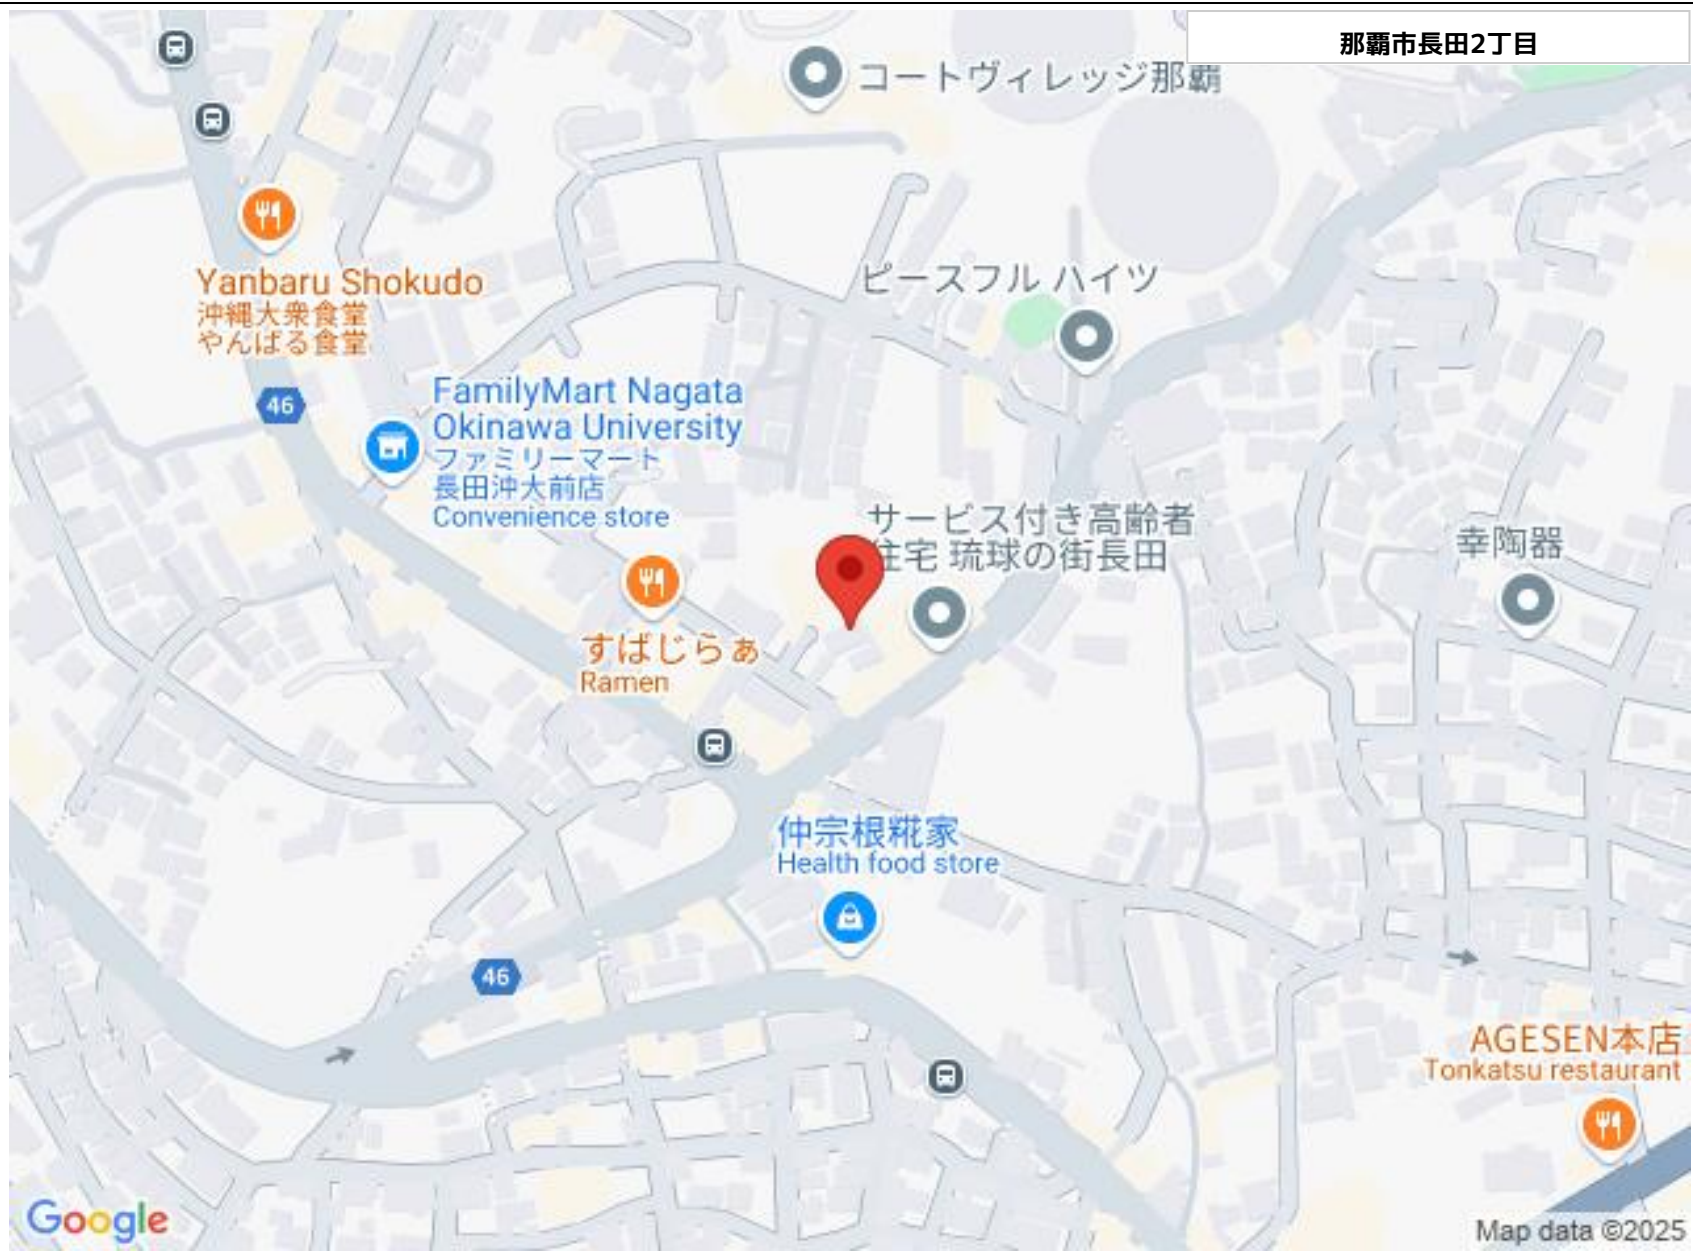 那覇市長田2丁目
コートヴィレッジ那覇
Yanbaru Shokudo
沖縄大衆食堂
やんばる食堂
ピースフル ハイツ
46
FamilyMart Nagata
Okinawa University
ファミリーマート
長田沖大前店
Convenience store
サービス付き高齢者
住宅 琉球の街長田
幸陶器
すばじらぁ
Ramen
仲宗根糀家
Health food store
46
AGESEN本店
Tonkatsu restaurant
Google
Map data ©2025